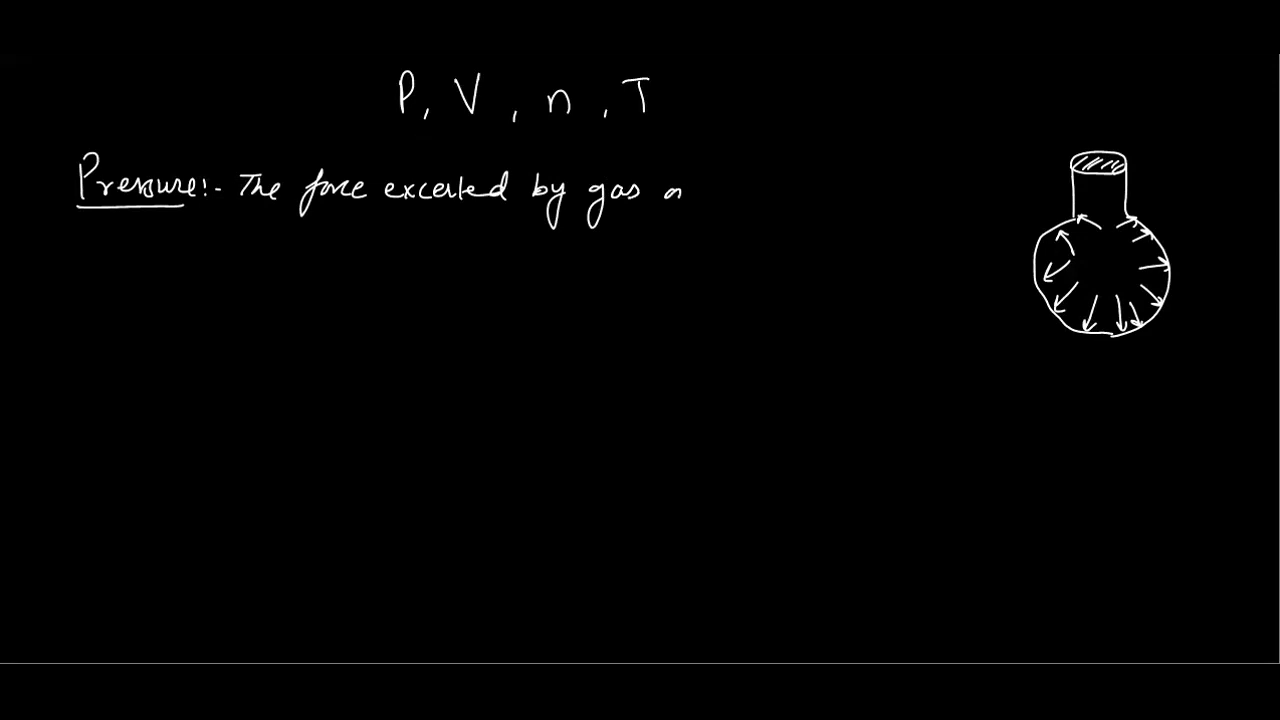 P, V, n, T
Pressure:- The force excerted by gas o